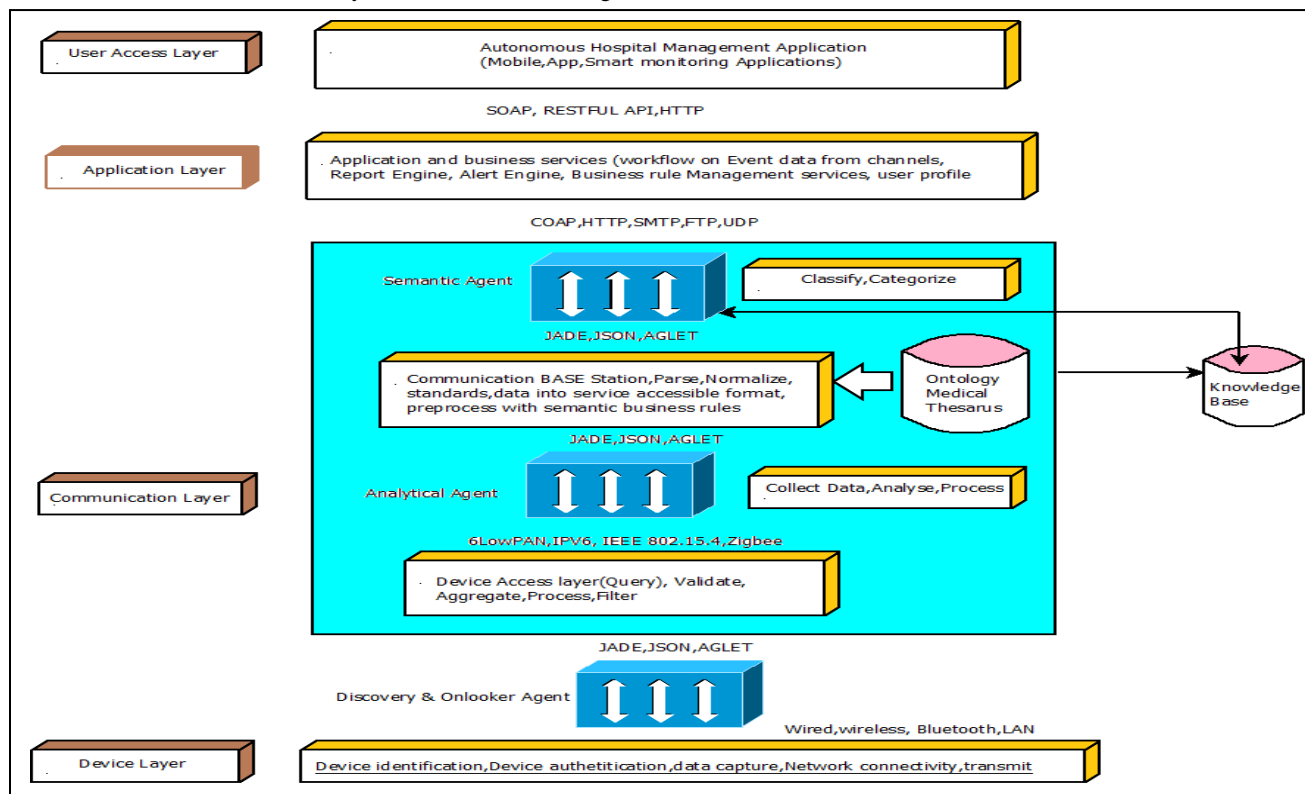 User Access Layer
Autonomous Hospital Management Application
(Mobile,App,Smart monitoring Applications)
SOAP, RESTFUL API,HTTP
Application Layer
Application and business services (workflow on Event data from channels,
Report Engine, Alert Engine, Business rule Management services, user profile
COAP,HTTP,SMTP,FTP,UDP
Semantic Agent
Classify,Categorize
JADE,JSON,AGLET
Communication BASE Station,Parse,Normalize,
standards,data into service accessible format,
preprocess with semantic business rules
Ontology
Medical
Thesarus
Knowledge
Base
JADE,JSON,AGLET
Communication Layer
Analytical Agent
Collect Data,Analyse,Process
6LowPAN,IPV6, IEEE 802.15.4,Zigbee
Device Access layer(Query), Validate,
Aggregate,Process,Filter
JADE,JSON,AGLET
Discovery & Onlooker Agent
Wired,wireless, Bluetooth,LAN
Device Layer
Device identification,Device authetitication,data capture,Network connectivity,transmit